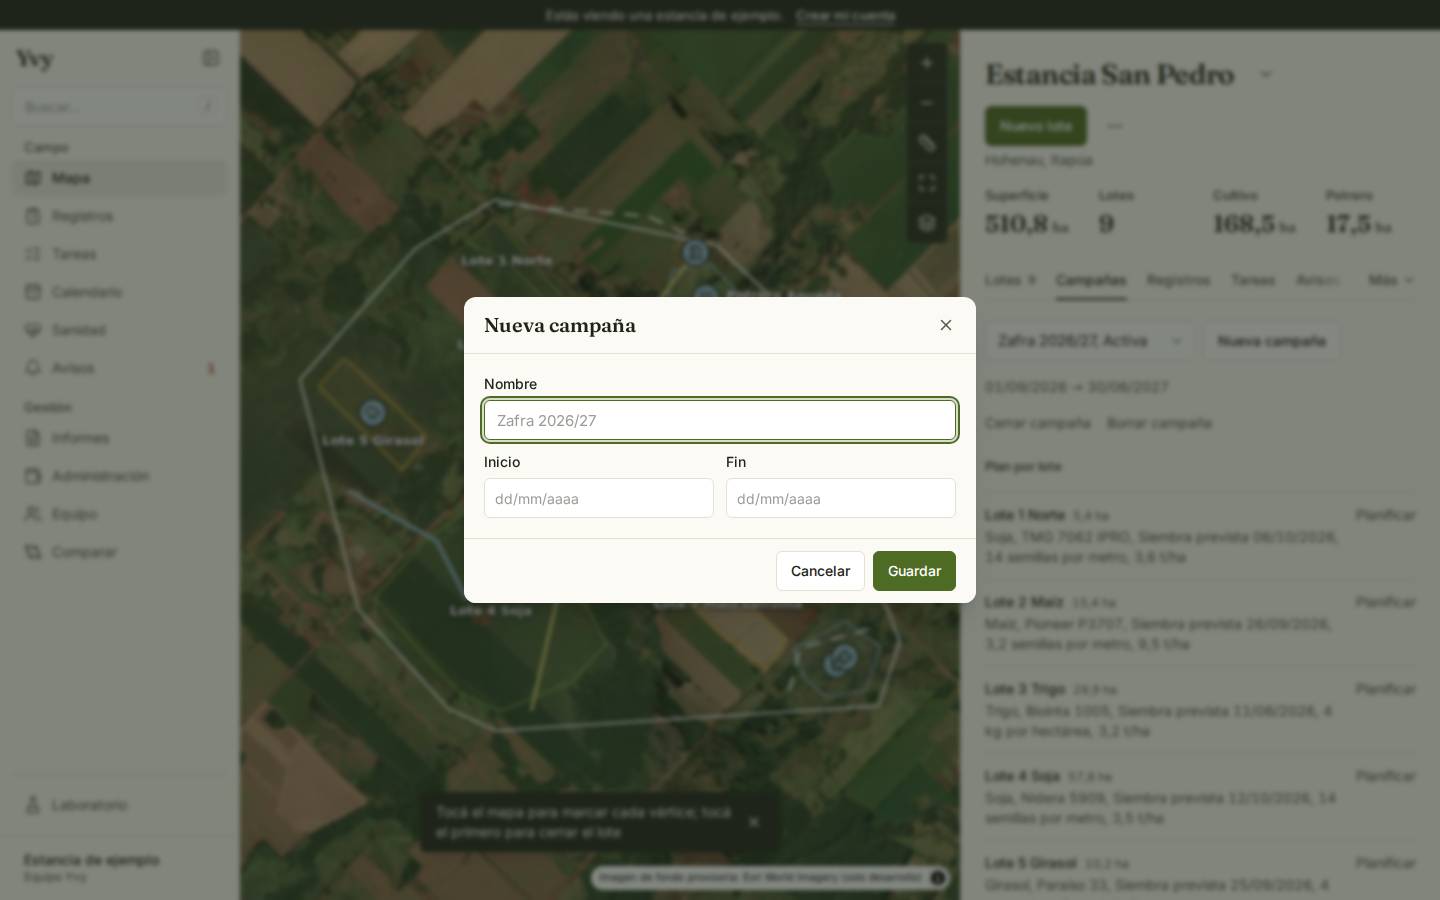 Estás viendo una estancia de ejemplo. Crear mi cuenta
Yvy
Buscar... /
Campo
Mapa
Registros
Tareas
Calendario
Sanidad
Avisos 1
Gestión
Informes
Administración
Equipo
Comparar
Laboratorio
Estancia de ejemplo
Equipo Yvy
Lote 1 Norte
Lote 5 Girasol
Lote 4 Soja
Tocá el mapa para marcar cada vértice; tocá
el primero para cerrar el lote
Imagen de fondo provisoria: Esri World Imagery (solo desarrollo)
Nueva campaña
Nombre
Zafra 2026/27
Inicio
Fin
dd/mm/aaaa
dd/mm/aaaa
Cancelar
Guardar
Estancia San Pedro
Nuevo lote
Hohenau, Itapúa
Superficie Lotes Cultivo Potrero
510,8 ha 9 168,5 ha 17,5 ha
Lotes 9 Campañas Registros Tareas Avisos Más
Zafra 2026/27, Activa
Nueva campaña
01/09/2026 → 30/06/2027
Cerrar campaña Borrar campaña
Plan por lote
Lote 1 Norte 5,4 ha Planificar
Soja, TMG 7062 IPRO, Siembra prevista 06/10/2026,
14 semillas por metro, 3,6 t/ha
Lote 2 Maíz 15,4 ha Planificar
Maíz, Pioneer P3707, Siembra prevista 26/09/2026,
3,2 semillas por metro, 9,5 t/ha
Lote 3 Trigo 29,9 ha Planificar
Trigo, Biointa 1005, Siembra prevista 11/06/2026, 4
kg por hectárea, 3,2 t/ha
Lote 4 Soja 57,8 ha Planificar
Soja, Nidera 5909, Siembra prevista 12/10/2026, 14
semillas por metro, 3,5 t/ha
Lote 5 Girasol 10,2 ha Planificar
Girasol, Paraíso 33, Siembra prevista 25/09/2026, 4